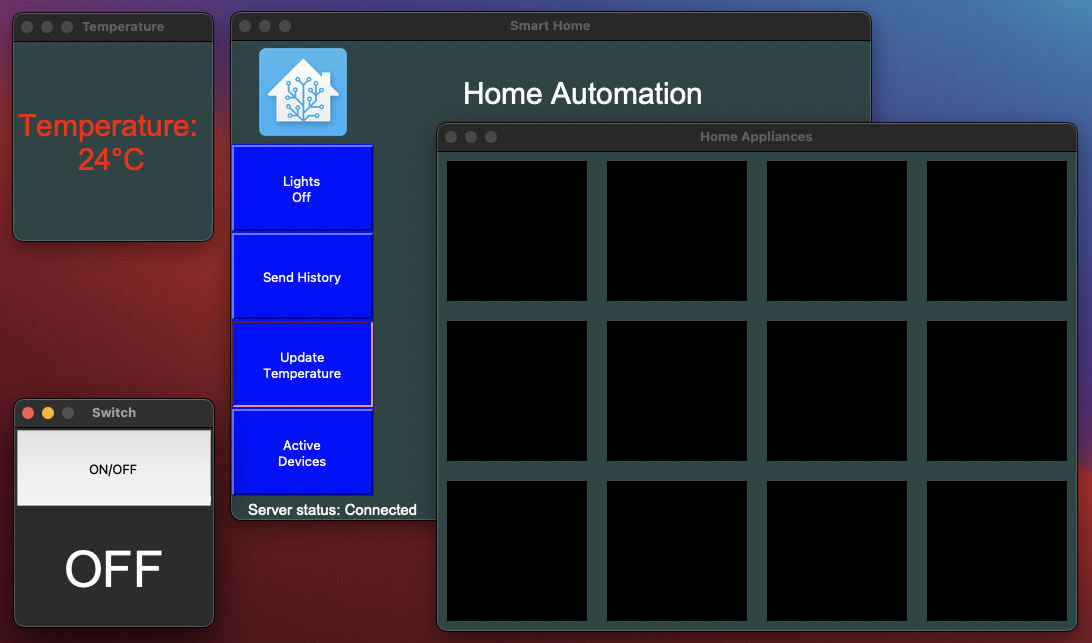 Temperature
Temperature:
24°C
Smart Home
Home Automation
Lights
Off
Send History
Update
Temperature
Active
Devices
Server status: Connected
Home Appliances
Switch
ON/OFF
OFF